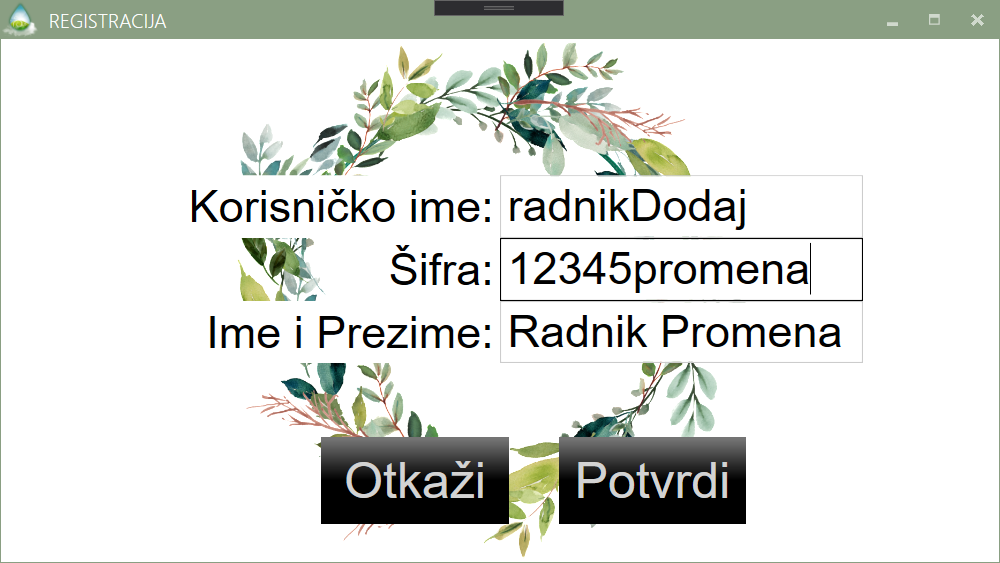 REGISTRACIJA
Korisničko ime: radnikDodaj
Šifra: 12345promena
Ime i Prezime: Radnik Promena
Otkaži Potvrdi